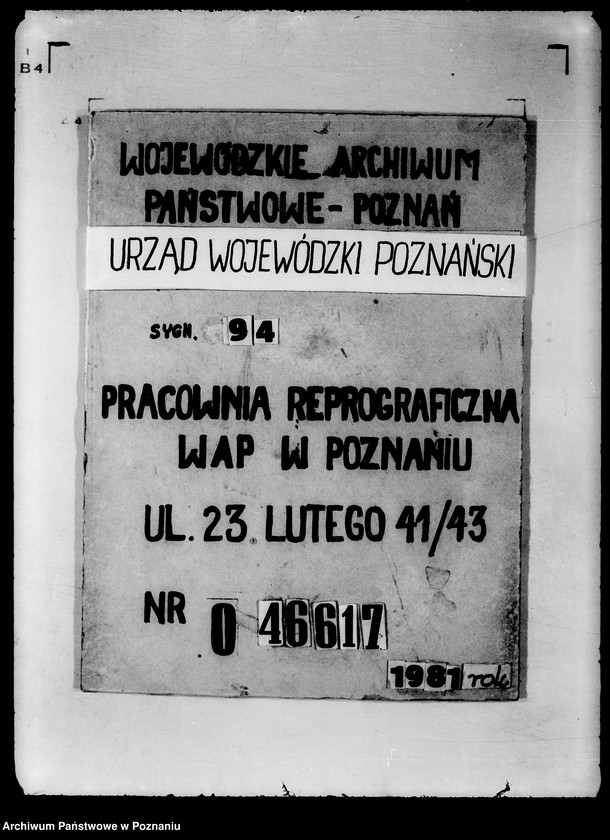 B4
WOJEWÓDZKIE ARCHIWUM
PAŃSTWOWE - POZNAŃ
URZĄD WOJEWÓDZKI POZNAŃSKI
SYGN. 94
PRACOWNIA REPROGRAFICZNA
WAP W POZNANIU
UL. 23 LUTEGO 41/43
NR 0 46617
1981 roku
Archiwum Państwowe w Poznaniu